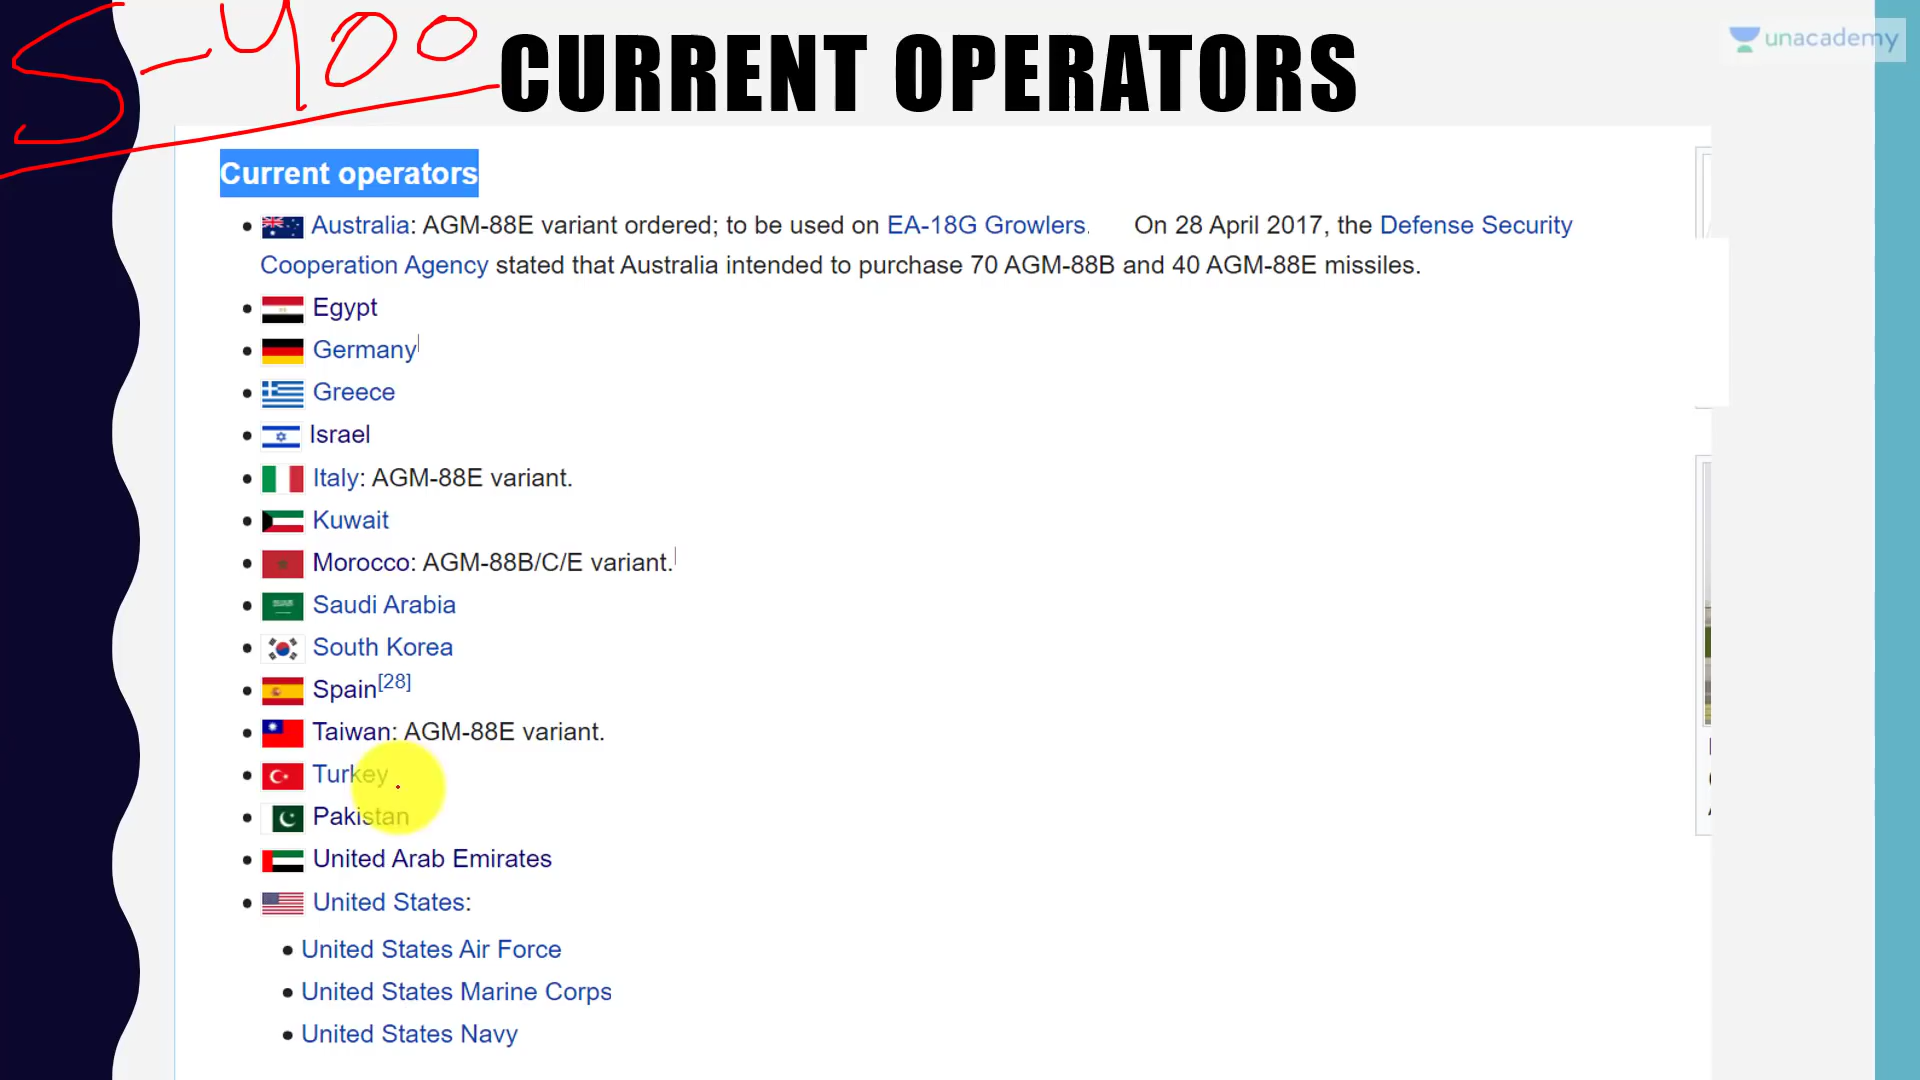 S-400
CURRENT OPERATORS
unacademy
Current operators
Australia: AGM-88E variant ordered; to be used on EA-18G Growlers. On 28 April 2017, the Defense Security
Cooperation Agency stated that Australia intended to purchase 70 AGM-88B and 40 AGM-88E missiles.
Egypt
Germany
Greece
Israel
Italy: AGM-88E variant.
Kuwait
Morocco: AGM-88B/C/E variant.
Saudi Arabia
South Korea
Spain[28]
Taiwan: AGM-88E variant.
Turkey
Pakistan
United Arab Emirates
United States:
United States Air Force
United States Marine Corps
United States Navy